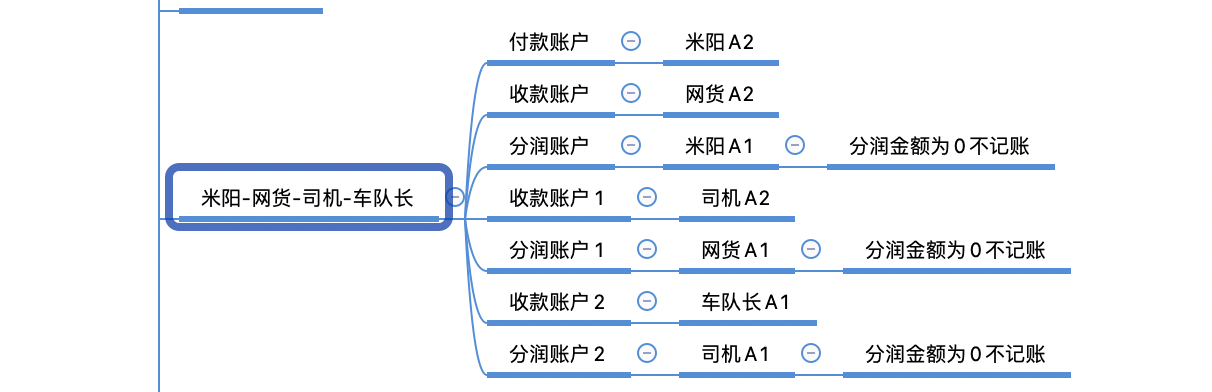 付款账户 米阳 A2
收款账户 网货 A2
分润账户 米阳 A1 分润金额为 0 不记账
米阳-网货-司机-车队长 收款账户 1 司机 A2
分润账户 1 网货 A1 分润金额为 0 不记账
收款账户 2 车队长 A1
分润账户 2 司机 A1 分润金额为 0 不记账